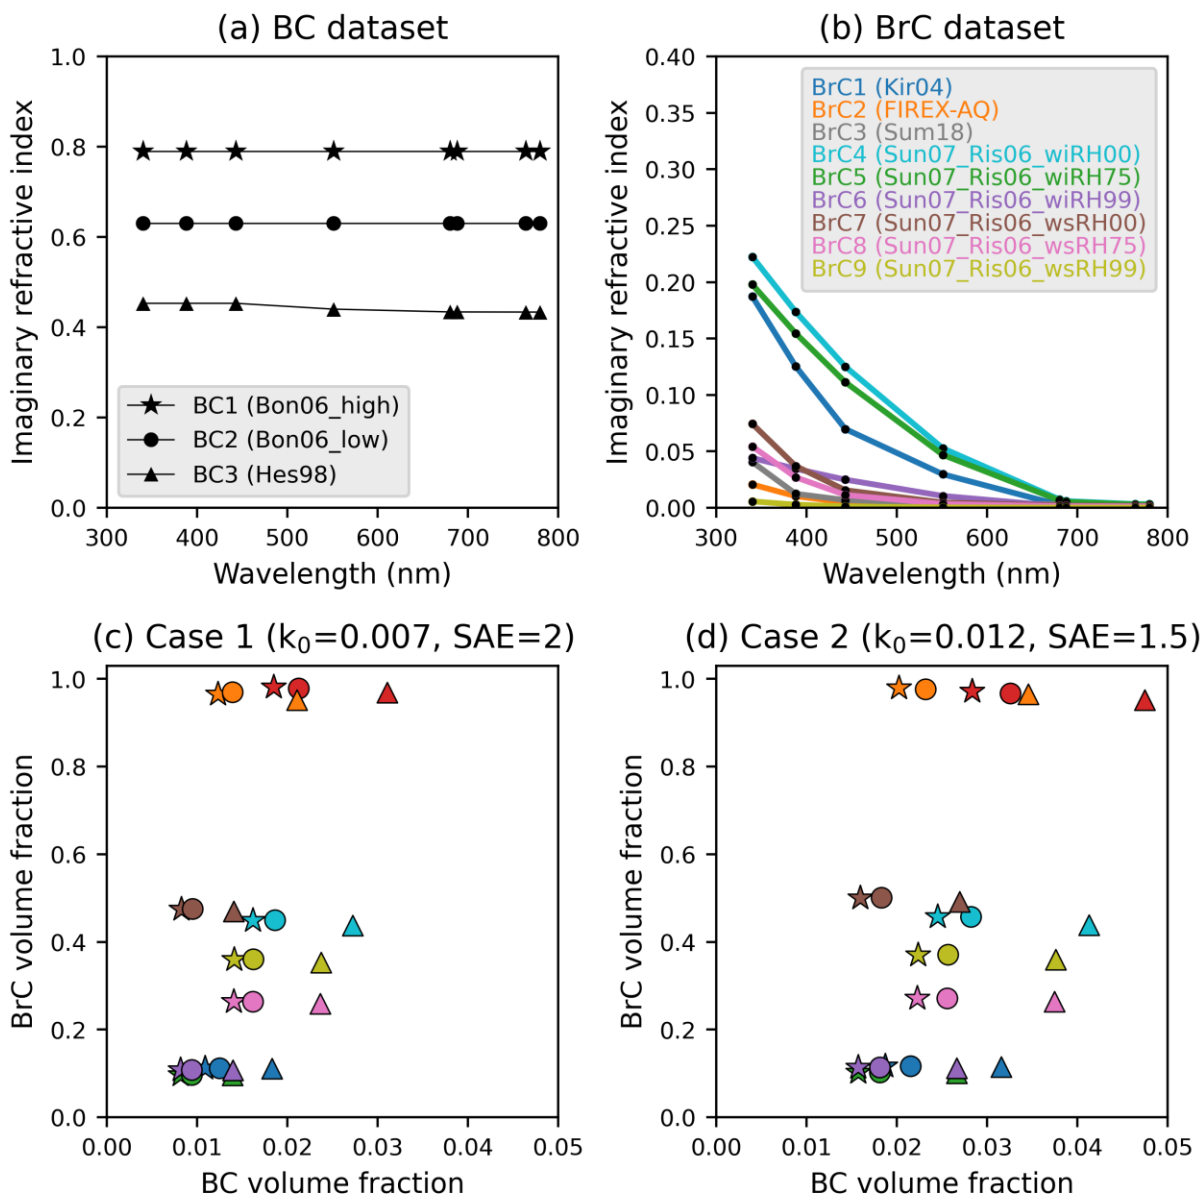 (a) BC dataset
Imaginary refractive index
1.0
0.8
0.6
0.4
0.2
0.0
BC1 (Bon06_high)
BC2 (Bon06_low)
BC3 (Hes98)
300 400 500 600 700 800
Wavelength (nm)
(b) BrC dataset
Imaginary refractive index
0.40
0.35
0.30
0.25
0.20
0.15
0.10
0.05
0.00
BrC1 (Kir04)
BrC2 (FIREX-AQ)
BrC3 (Sum18)
BrC4 (Sun07_Ris06_wiRH00)
BrC5 (Sun07_Ris06_wiRH75)
BrC6 (Sun07_Ris06_wiRH99)
BrC7 (Sun07_Ris06_wsRH00)
BrC8 (Sun07_Ris06_wsRH75)
BrC9 (Sun07_Ris06_wsRH99)
300 400 500 600 700 800
Wavelength (nm)
(c) Case 1 (k₀=0.007, SAE=2)
BrC volume fraction
1.0
0.8
0.6
0.4
0.2
0.0
0.00 0.01 0.02 0.03 0.04 0.05
BC volume fraction
(d) Case 2 (k₀=0.012, SAE=1.5)
BrC volume fraction
1.0
0.8
0.6
0.4
0.2
0.0
0.00 0.01 0.02 0.03 0.04 0.05
BC volume fraction